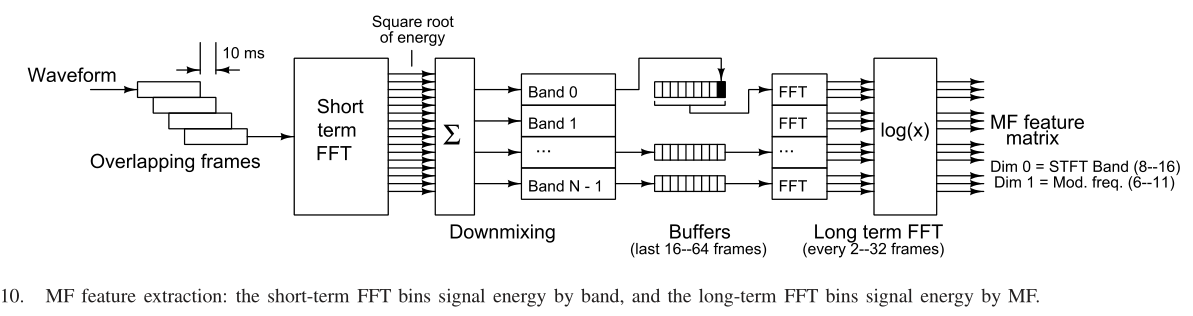 Square root
of energy
10 ms
Waveform
Overlapping frames
Short
term
FFT
Σ
Downmixing
Band 0
Band 1
...
Band N - 1
Buffers
(last 16--64 frames)
FFT
FFT
...
FFT
Long term FFT
(every 2--32 frames)
log(x)
MF feature
matrix
Dim 0 = STFT Band (8--16)
Dim 1 = Mod. freq. (6--11)
10. MF feature extraction: the short-term FFT bins signal energy by band, and the long-term FFT bins signal energy by MF.